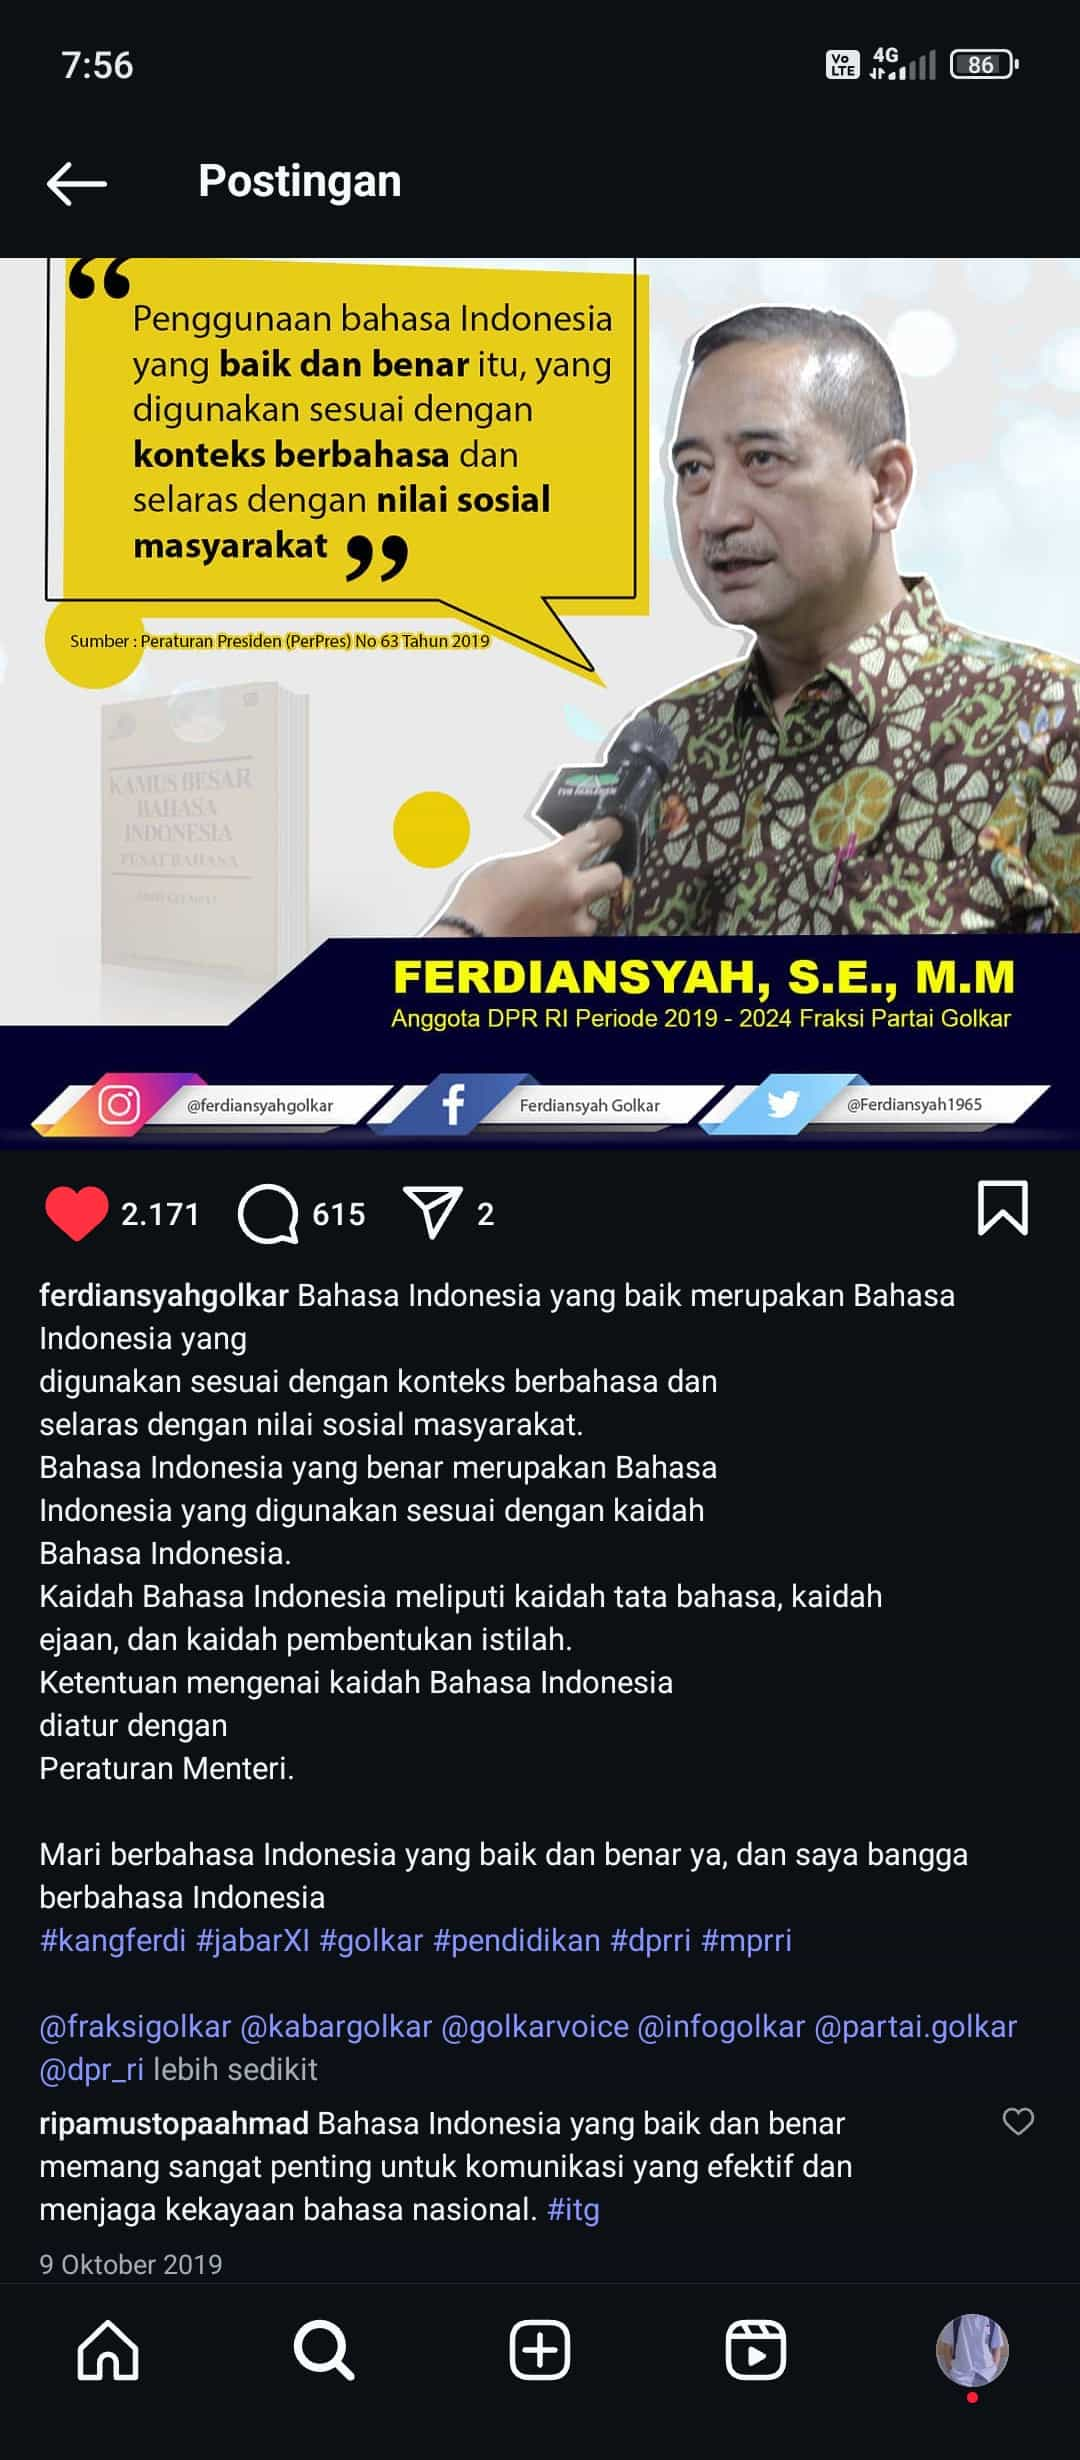 7:56
Vo LTE 4G 86
Postingan
“
Penggunaan bahasa Indonesia
yang baik dan benar itu, yang
digunakan sesuai dengan
konteks berbahasa dan
selaras dengan nilai sosial
masyarakat ”
Sumber : Peraturan Presiden (PerPres) No 63 Tahun 2019
KAMUS BESAR
BAHASA
INDONESIA
PUSAT BAHASA
FERDIANSYAH, S.E., M.M
Anggota DPR RI Periode 2019 - 2024 Fraksi Partai Golkar
@ferdiansyahgolkar Ferdiansyah Golkar @Ferdiansyah1965
2.171 615 2
ferdiansyahgolkar Bahasa Indonesia yang baik merupakan Bahasa
Indonesia yang
digunakan sesuai dengan konteks berbahasa dan
selaras dengan nilai sosial masyarakat.
Bahasa Indonesia yang benar merupakan Bahasa
Indonesia yang digunakan sesuai dengan kaidah
Bahasa Indonesia.
Kaidah Bahasa Indonesia meliputi kaidah tata bahasa, kaidah
ejaan, dan kaidah pembentukan istilah.
Ketentuan mengenai kaidah Bahasa Indonesia
diatur dengan
Peraturan Menteri.
Mari berbahasa Indonesia yang baik dan benar ya, dan saya bangga
berbahasa Indonesia
#kangferdi #jabarXI #golkar #pendidikan #dprri #mprri
@fraksigolkar @kabargolkar @golkarvoice @infogolkar @partai.golkar
@dpr_ri lebih sedikit
ripamustopaahmad Bahasa Indonesia yang baik dan benar
memang sangat penting untuk komunikasi yang efektif dan
menjaga kekayaan bahasa nasional. #itg
9 Oktober 2019